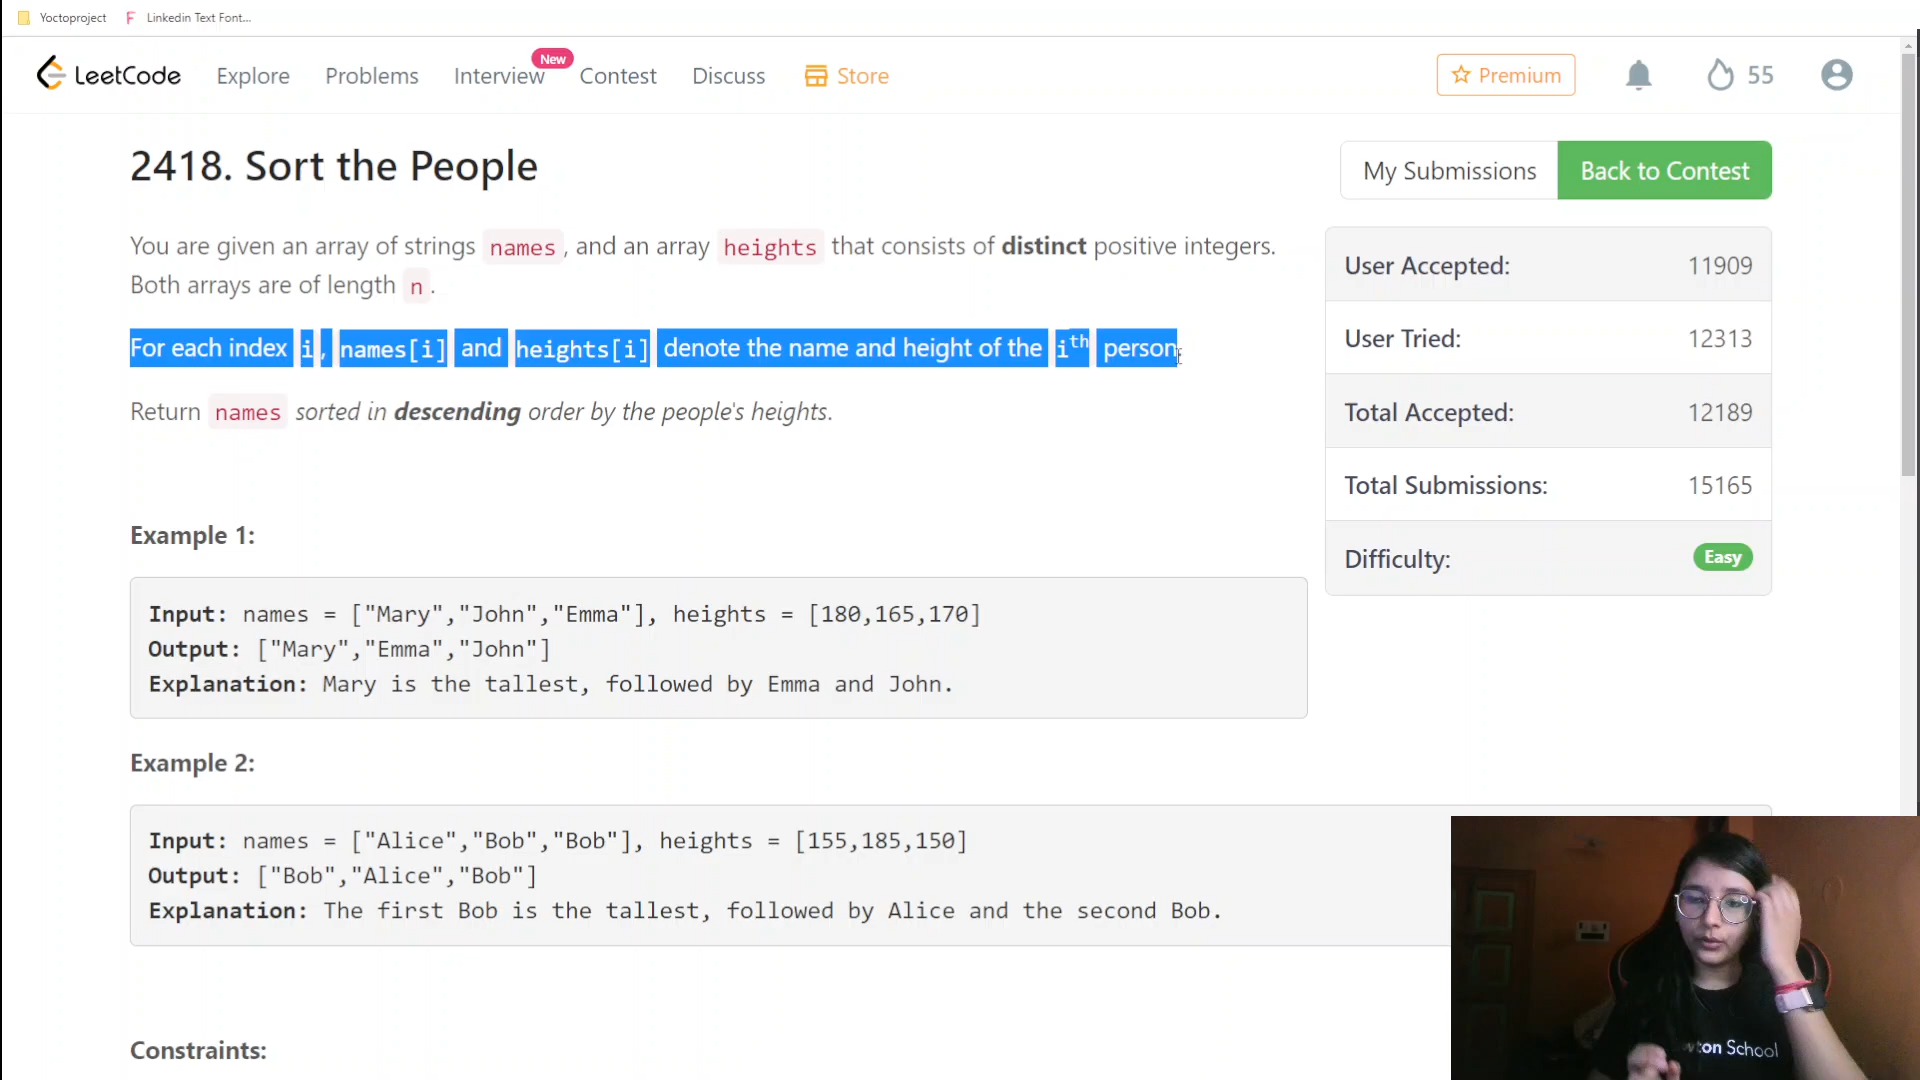 Yoctoproject Linkedin Text Font...
LeetCode Explore Problems Interview New Contest Discuss Store Premium 55
2418. Sort the People
My Submissions Back to Contest
You are given an array of strings names, and an array heights that consists of distinct positive integers.
Both arrays are of length n.
For each index i, names[i] and heights[i] denote the name and height of the ith person.
Return names sorted in descending order by the people's heights.
User Accepted: 11909
User Tried: 12313
Total Accepted: 12189
Total Submissions: 15165
Difficulty: Easy
Example 1:
Input: names = ["Mary","John","Emma"], heights = [180,165,170]
Output: ["Mary","Emma","John"]
Explanation: Mary is the tallest, followed by Emma and John.
Example 2:
Input: names = ["Alice","Bob","Bob"], heights = [155,185,150]
Output: ["Bob","Alice","Bob"]
Explanation: The first Bob is the tallest, followed by Alice and the second Bob.
Constraints:
School